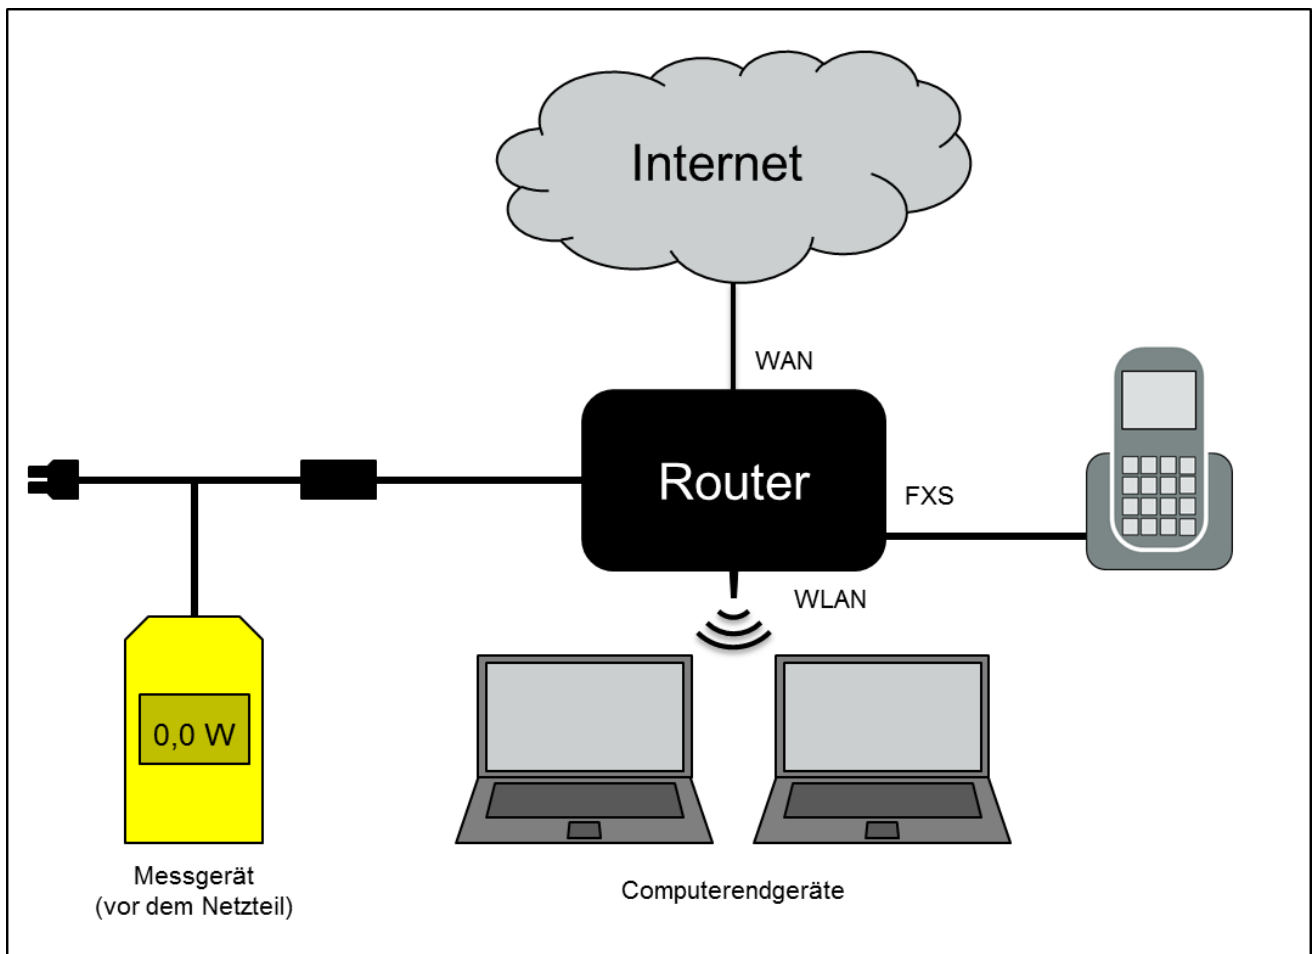 Internet
WAN
Router
FXS
WLAN
0,0 W
Messgerät
(vor dem Netzteil)
Computerendgeräte